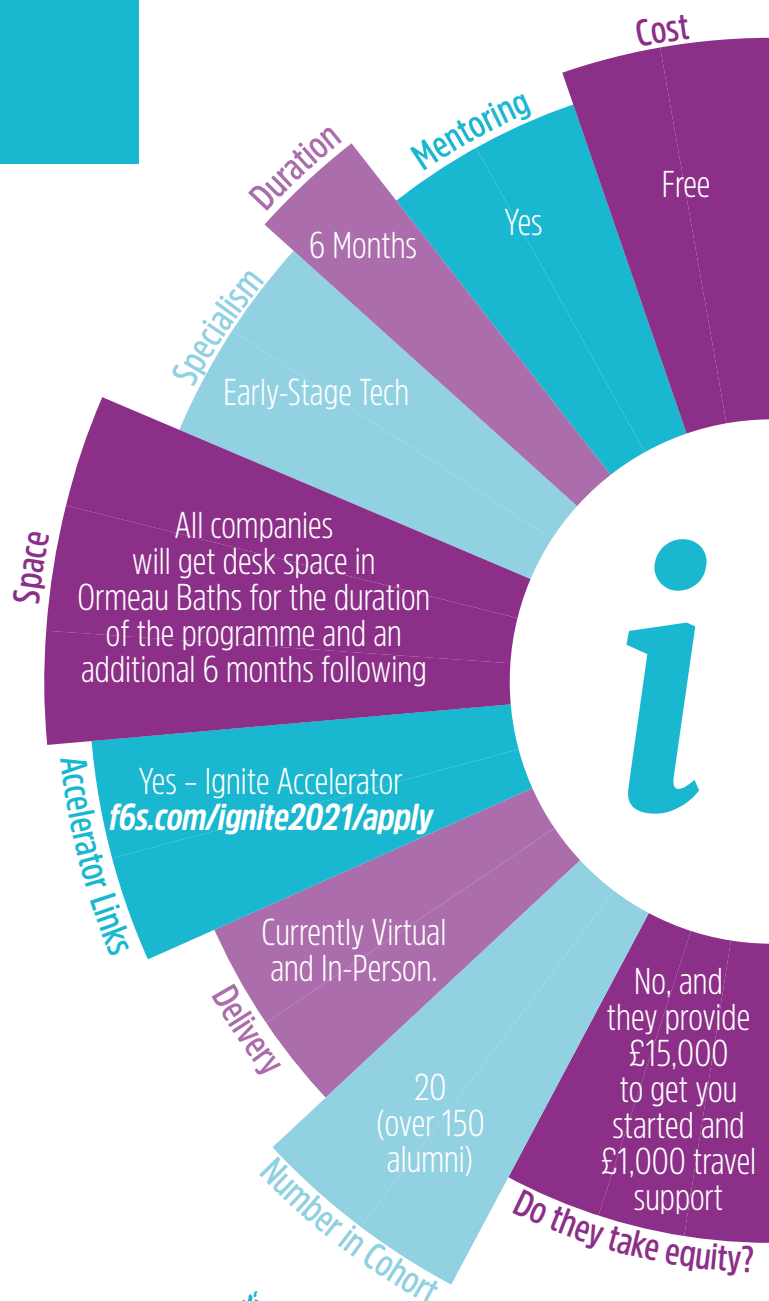 Cost
Free
Mentoring
Yes
Duration
6 Months
Specialism
Early-Stage Tech
Space
All companies
will get desk space in
Ormeau Baths for the duration
of the programme and an
additional 6 months following
Accelerator Links
Yes – Ignite Accelerator
f6s.com/ignite2021/apply
Delivery
Currently Virtual
and In-Person.
Number in Cohort
20
(over 150
alumni)
Do they take equity?
No, and
they provide
£15,000
to get you
started and
£1,000 travel
support
i